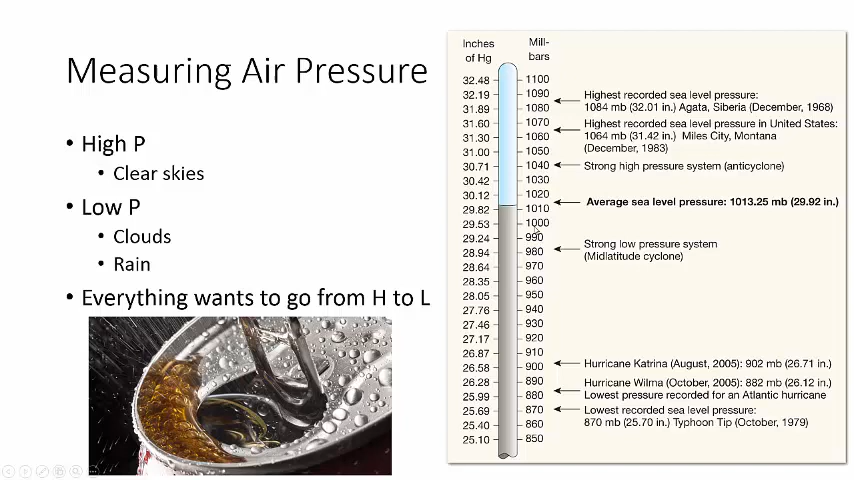 Measuring Air Pressure
• High P
• Clear skies
• Low P
• Clouds
• Rain
• Everything wants to go from H to L
Inches of Hg
Mill-bars
32.48 1100
32.19 1090
31.89 1080
31.60 1070
31.30 1060
31.00 1050
30.71 1040
30.42 1030
30.12 1020
29.82 1010
29.53 1000
29.24 990
28.94 980
28.64 970
28.35 960
28.05 950
27.76 940
27.46 930
27.17 920
26.87 910
26.58 900
26.28 890
25.99 880
25.69 870
25.40 860
25.10 850
Highest recorded sea level pressure:
1084 mb (32.01 in.) Agata, Siberia (December, 1968)
Highest recorded sea level pressure in United States:
1064 mb (31.42 in.) Miles City, Montana
(December, 1983)
Strong high pressure system (anticyclone)
Average sea level pressure: 1013.25 mb (29.92 in.)
Strong low pressure system
(Midlatitude cyclone)
Hurricane Katrina (August, 2005): 902 mb (26.71 in.)
Hurricane Wilma (October, 2005): 882 mb (26.12 in.)
Lowest pressure recorded for an Atlantic hurricane
Lowest recorded sea level pressure:
870 mb (25.70 in.) Typhoon Tip (October, 1979)